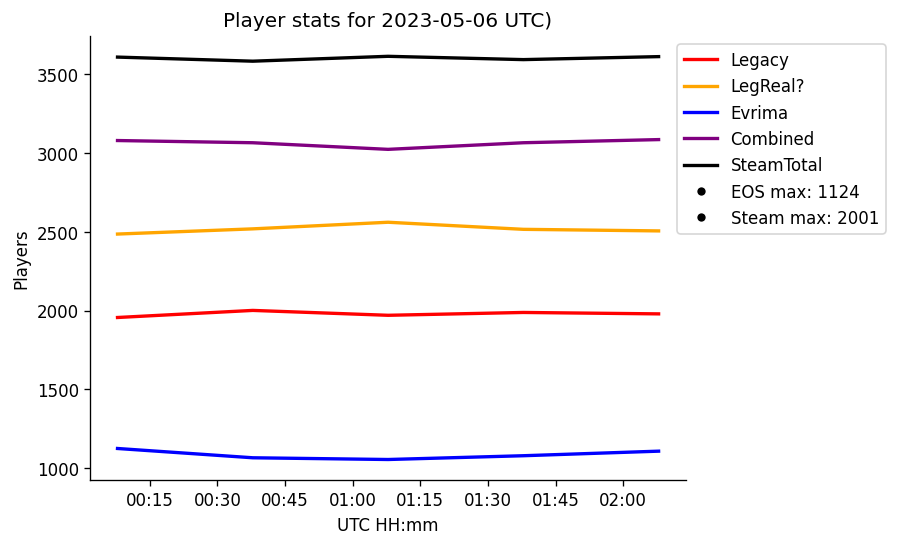 Player stats for 2023-05-06 UTC)
Legacy
LegReal?
Evrima
Combined
SteamTotal
EOS max: 1124
Steam max: 2001
Players
3500
3000
2500
2000
1500
1000
00:15 00:30 00:45 01:00 01:15 01:30 01:45 02:00
UTC HH:mm